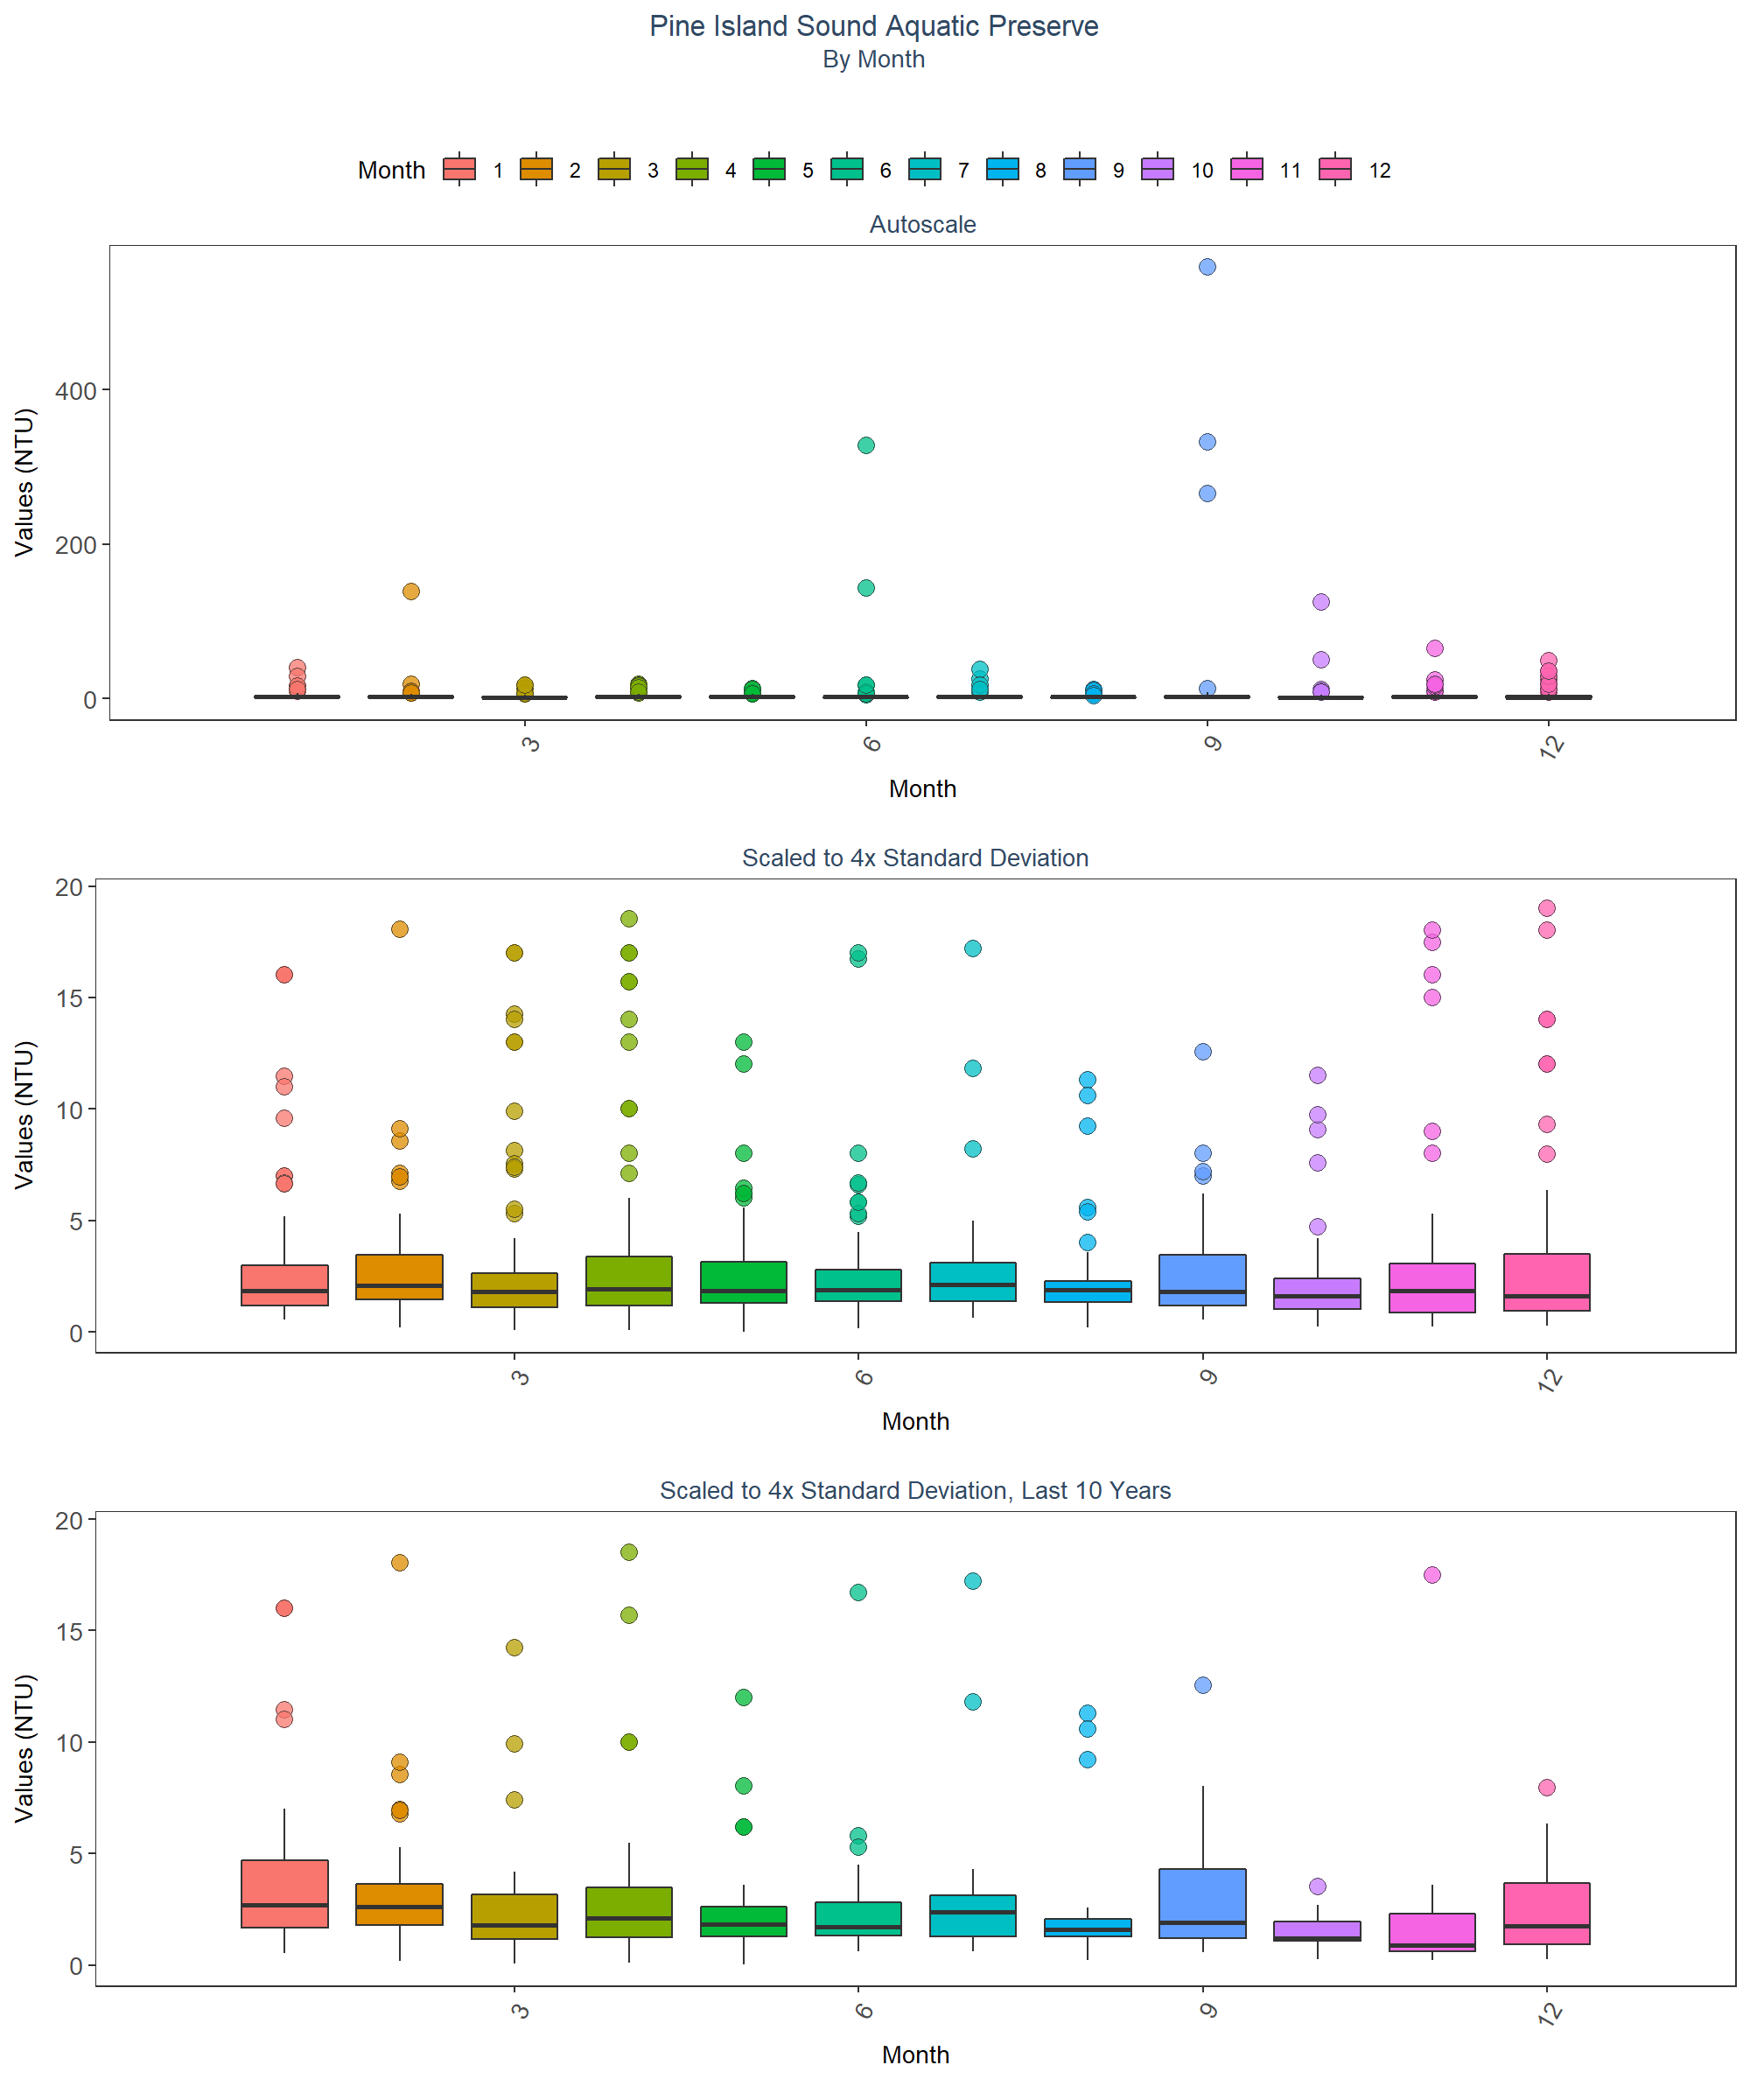 Pine Island Sound Aquatic Preserve
By Month
Month 1 2 3 4 5 6 7 8 9 10 11 12
Autoscale
Values (NTU)
400
200
0
3 6 9 12
Month
Scaled to 4x Standard Deviation
Values (NTU)
20
15
10
5
0
3 6 9 12
Month
Scaled to 4x Standard Deviation, Last 10 Years
Values (NTU)
20
15
10
5
0
3 6 9 12
Month